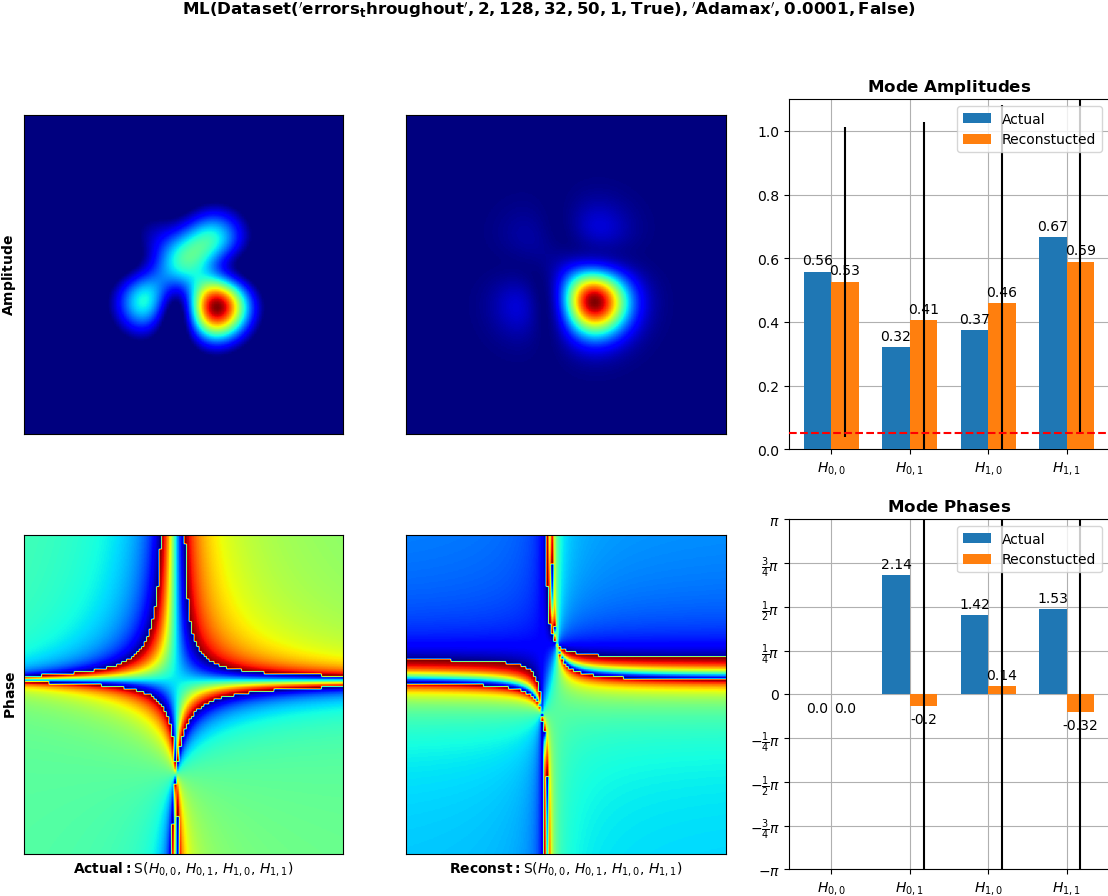 ML(Dataset('errors_throughout', 2, 128, 32, 50, 1, True), 'Adamax', 0.0001, False)
Amplitude
Mode Amplitudes
Actual
Reconstucted
1.0
0.8
0.6
0.4
0.2
0.0
0.56
0.53
0.32
0.41
0.37
0.46
0.67
0.59
H0,0
H0,1
H1,0
H1,1
Phase
Actual: S(H0,0, H0,1, H1,0, H1,1)
Reconst: S(H0,0, H0,1, H1,0, H1,1)
Mode Phases
Actual
Reconstucted
π
3/4π
1/2π
1/4π
0
−1/4π
−1/2π
−3/4π
−π
0.0
0.0
2.14
-0.2
1.42
0.14
1.53
-0.32
H0,0
H0,1
H1,0
H1,1